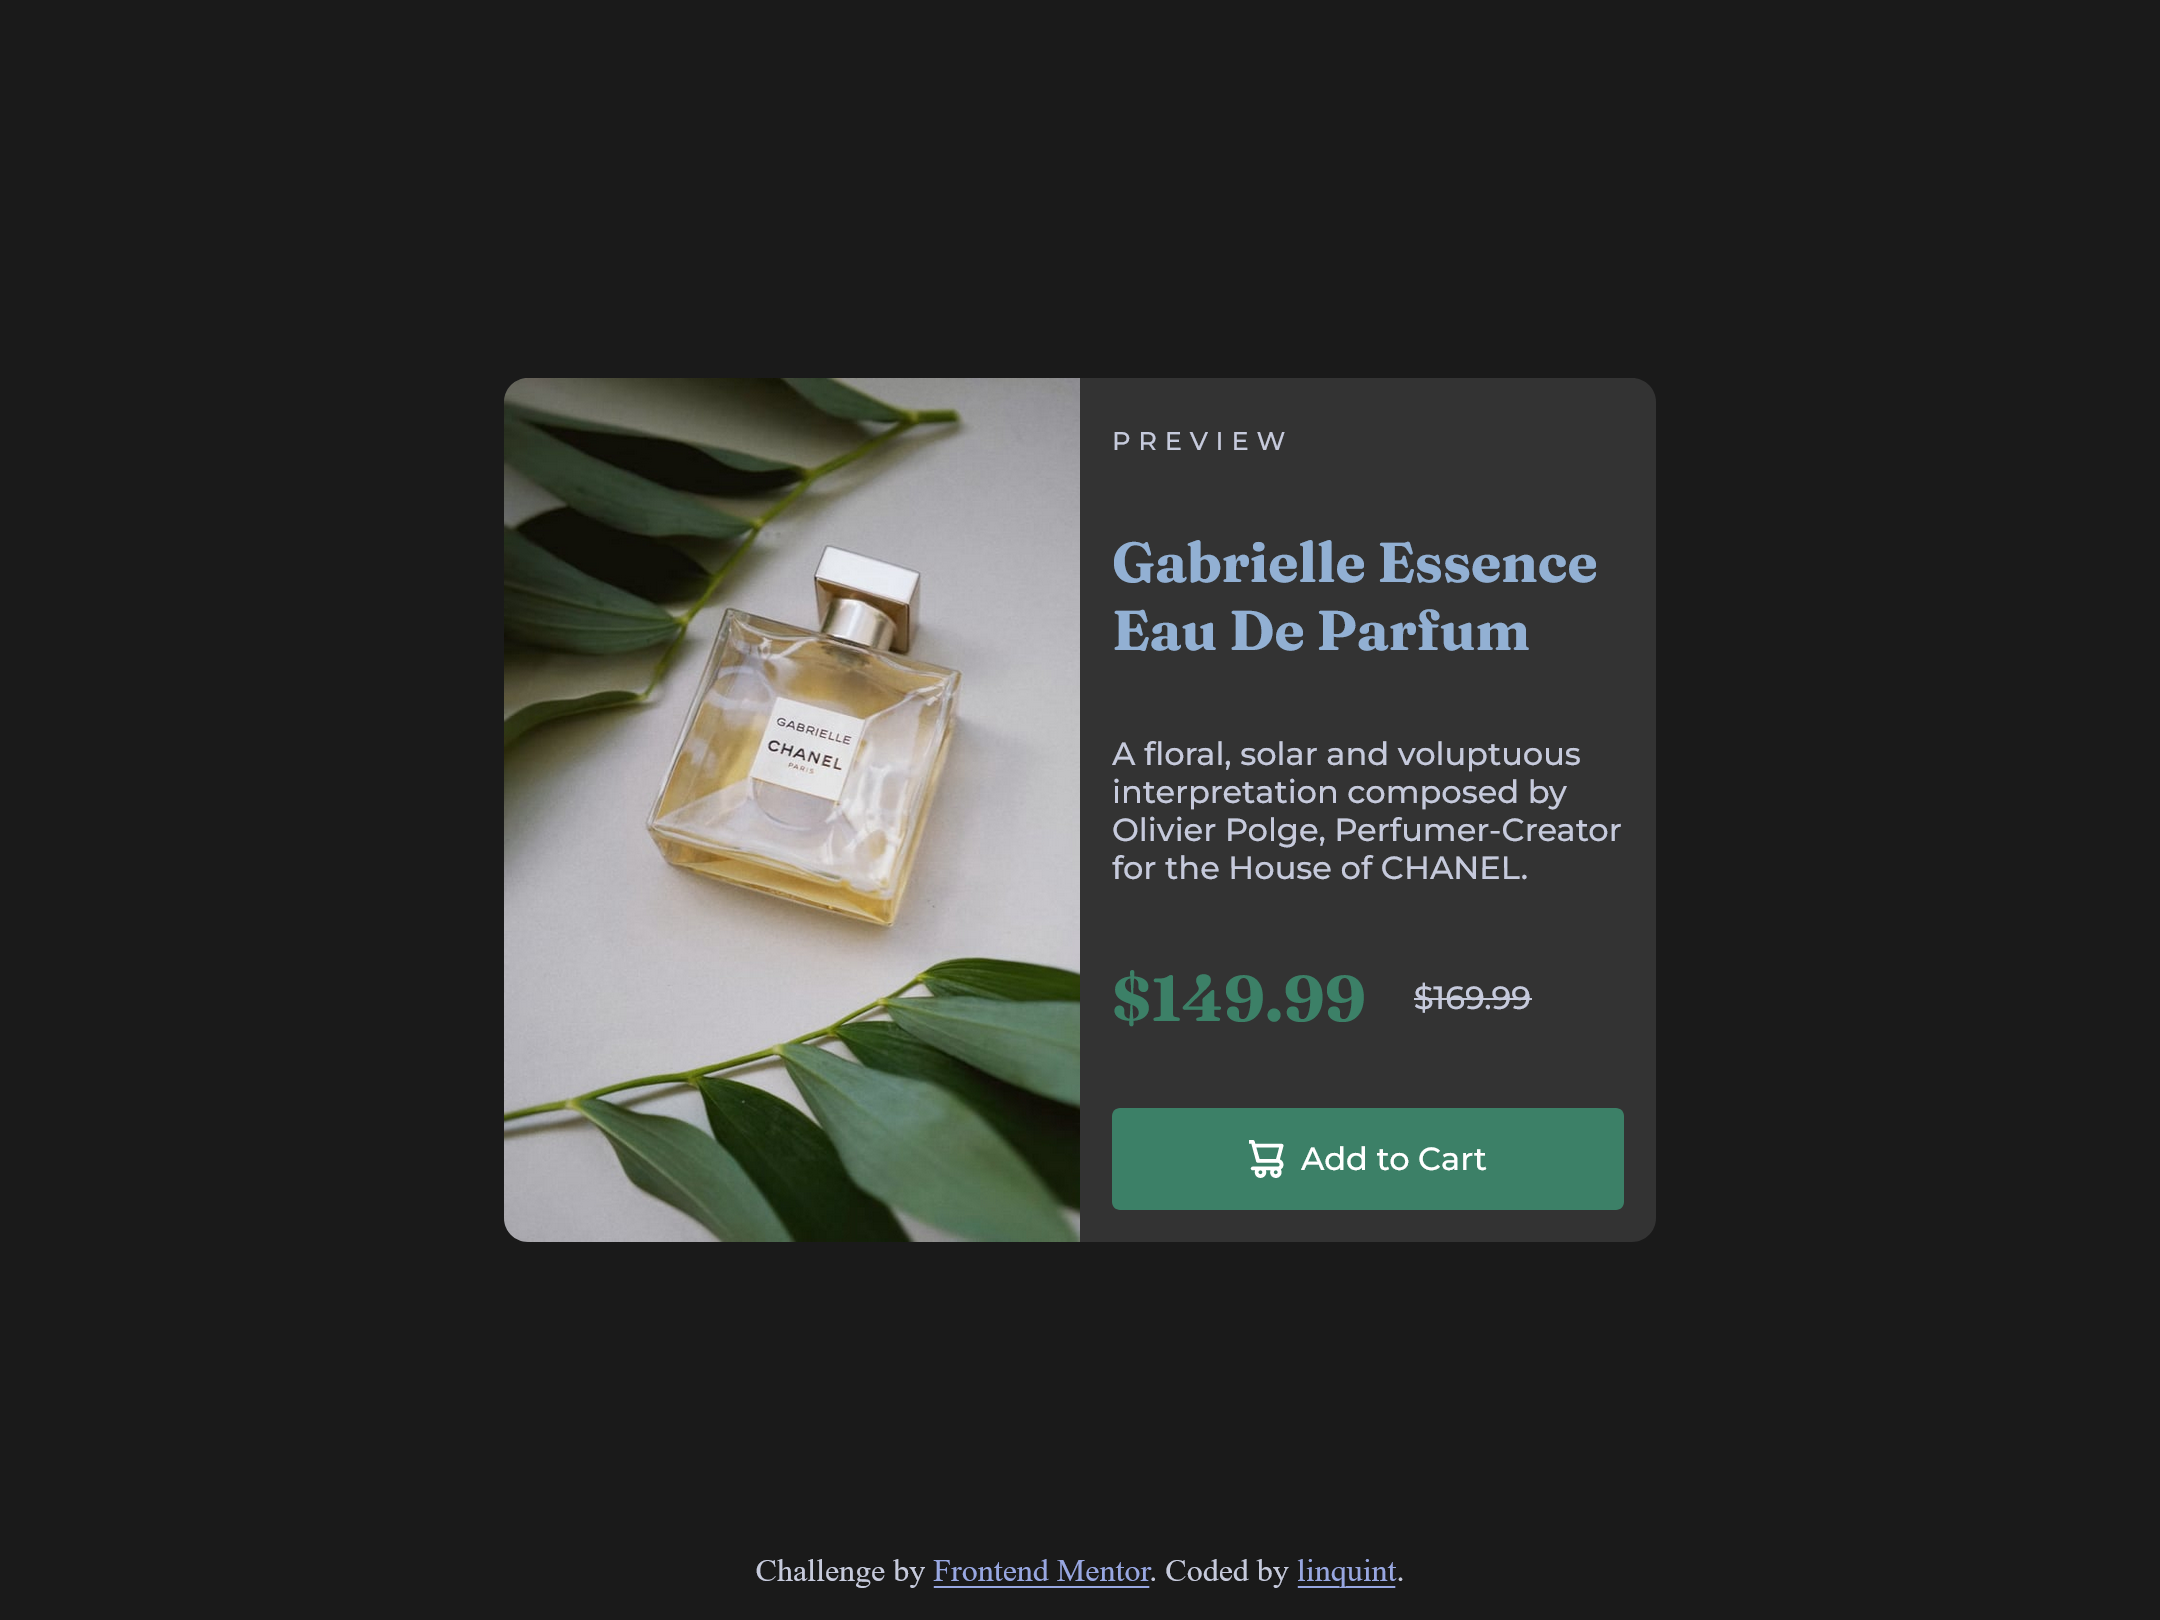 GABRIELLE
CHANEL
PARIS
PREVIEW
Gabrielle Essence
Eau De Parfum
A floral, solar and voluptuous
interpretation composed by
Olivier Polge, Perfumer-Creator
for the House of CHANEL.
$149.99 $169.99
Add to Cart
Challenge by Frontend Mentor. Coded by linquint.